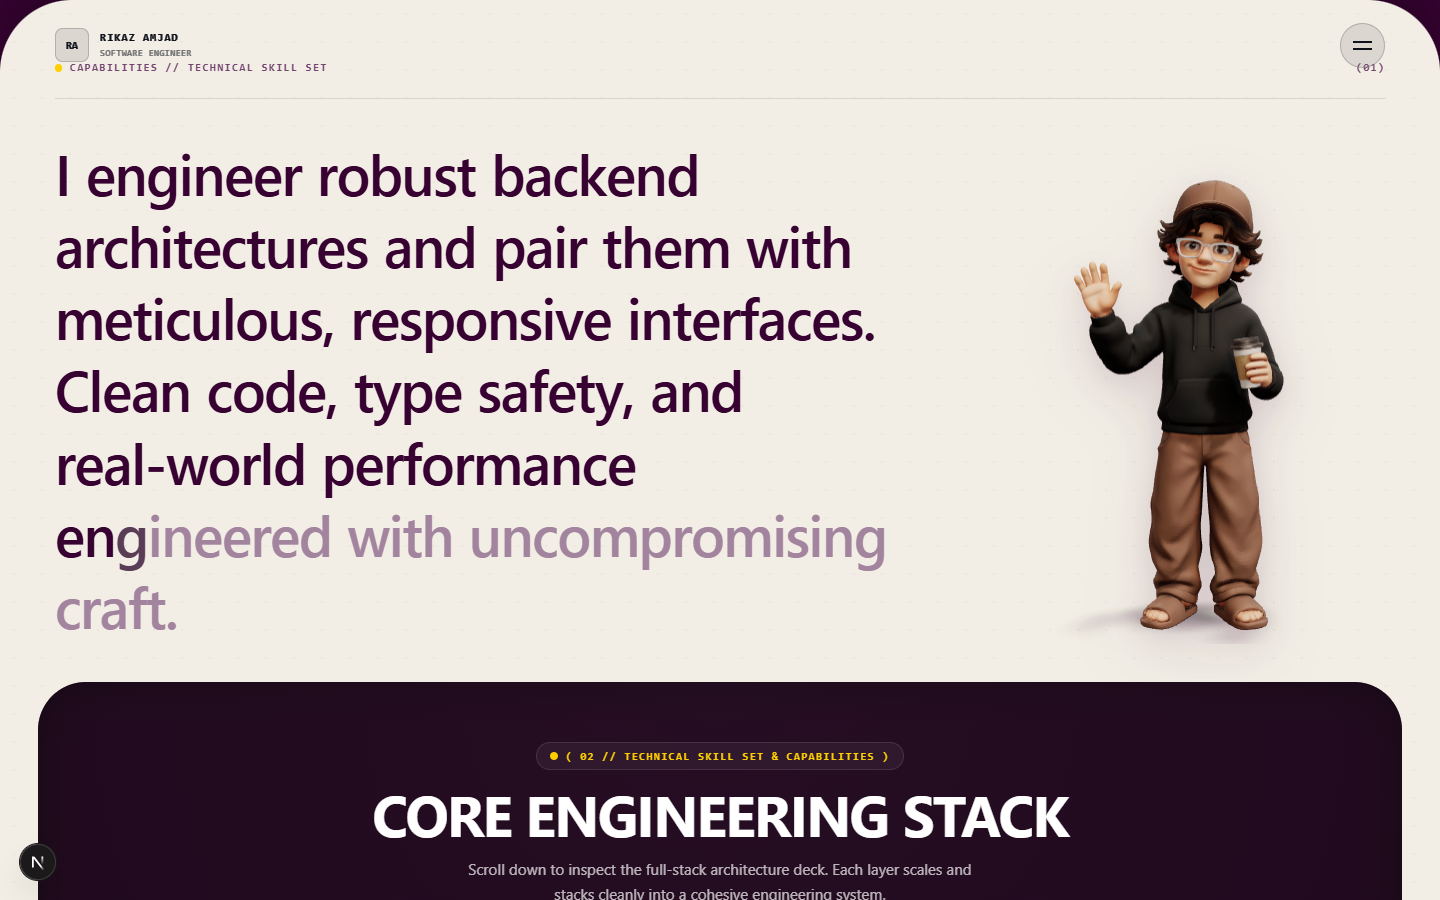 RA
RIKAZ AMJAD
SOFTWARE ENGINEER
CAPABILITIES // TECHNICAL SKILL SET
(01)
I engineer robust backend
architectures and pair them with
meticulous, responsive interfaces.
Clean code, type safety, and
real-world performance
engineered with uncompromising
craft.
( 02 // TECHNICAL SKILL SET & CAPABILITIES )
CORE ENGINEERING STACK
Scroll down to inspect the full-stack architecture deck. Each layer scales and
stacks cleanly into a cohesive engineering system.
N